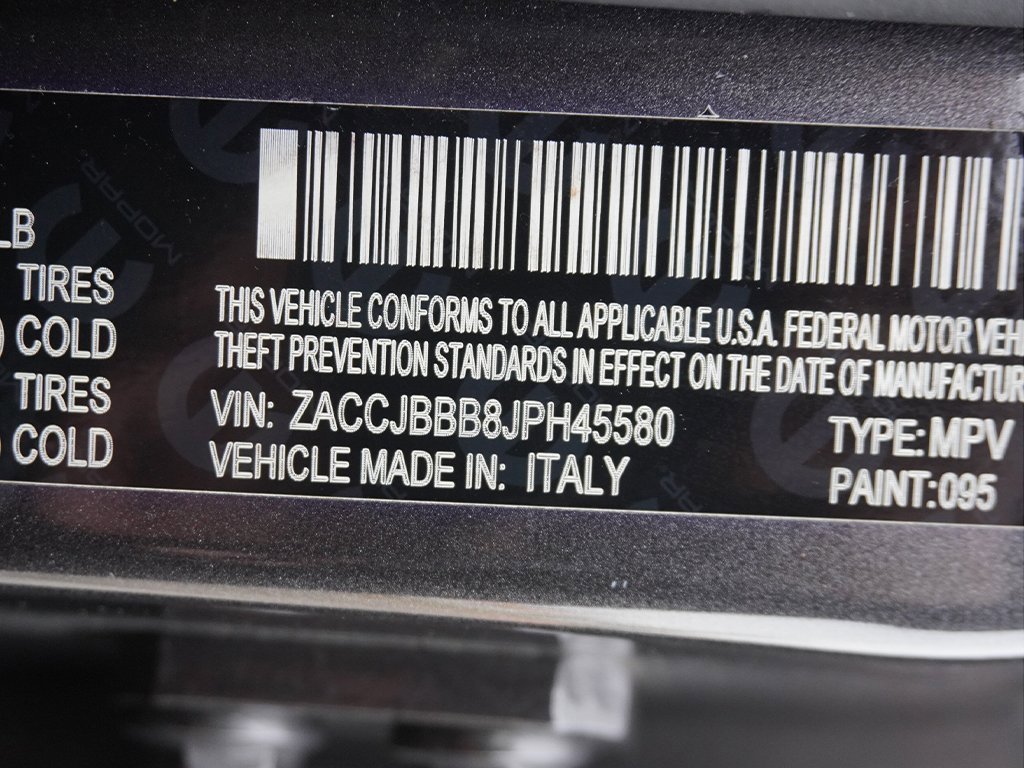 LB
TIRES
) COLD
TIRES
) COLD
MOPAR
THIS VEHICLE CONFORMS TO ALL APPLICABLE U.S.A. FEDERAL MOTOR VEH
THEFT PREVENTION STANDARDS IN EFFECT ON THE DATE OF MANUFACTUR
VIN: ZACCJBBB8JPH45580 TYPE: MPV
VEHICLE MADE IN: ITALY PAINT: 095